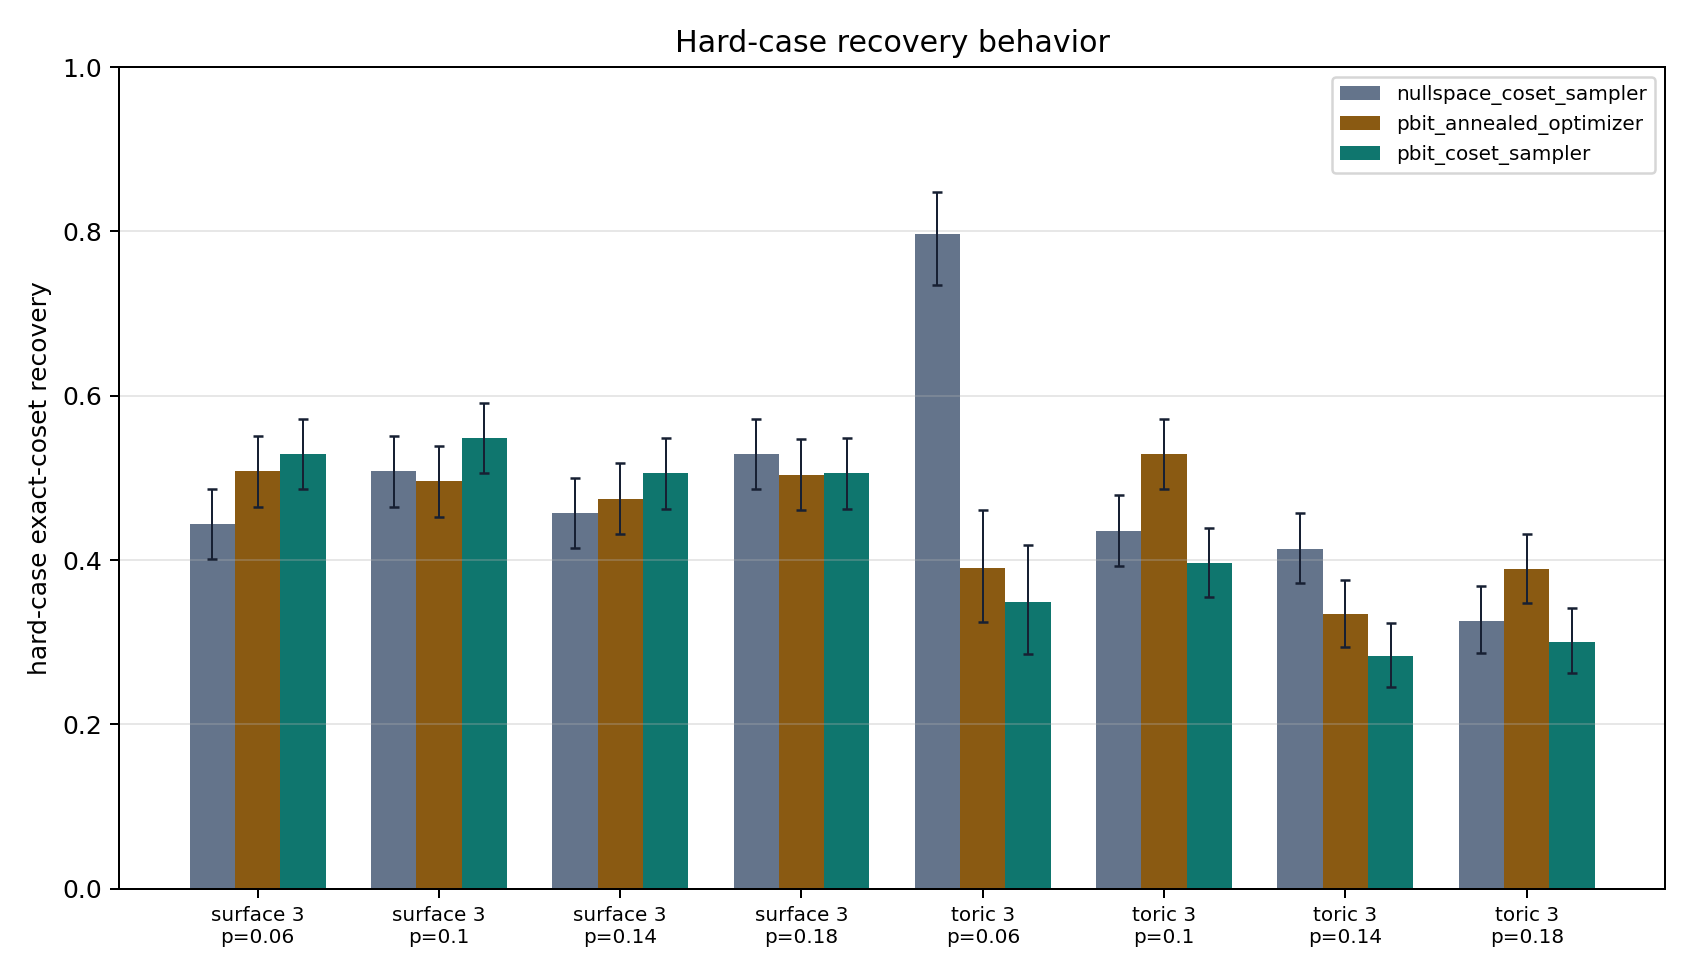 Hard-case recovery behavior
hard-case exact-coset recovery
1.0
0.8
0.6
0.4
0.2
0.0
nullspace_coset_sampler
pbit_annealed_optimizer
pbit_coset_sampler
surface 3
p=0.06
surface 3
p=0.1
surface 3
p=0.14
surface 3
p=0.18
toric 3
p=0.06
toric 3
p=0.1
toric 3
p=0.14
toric 3
p=0.18